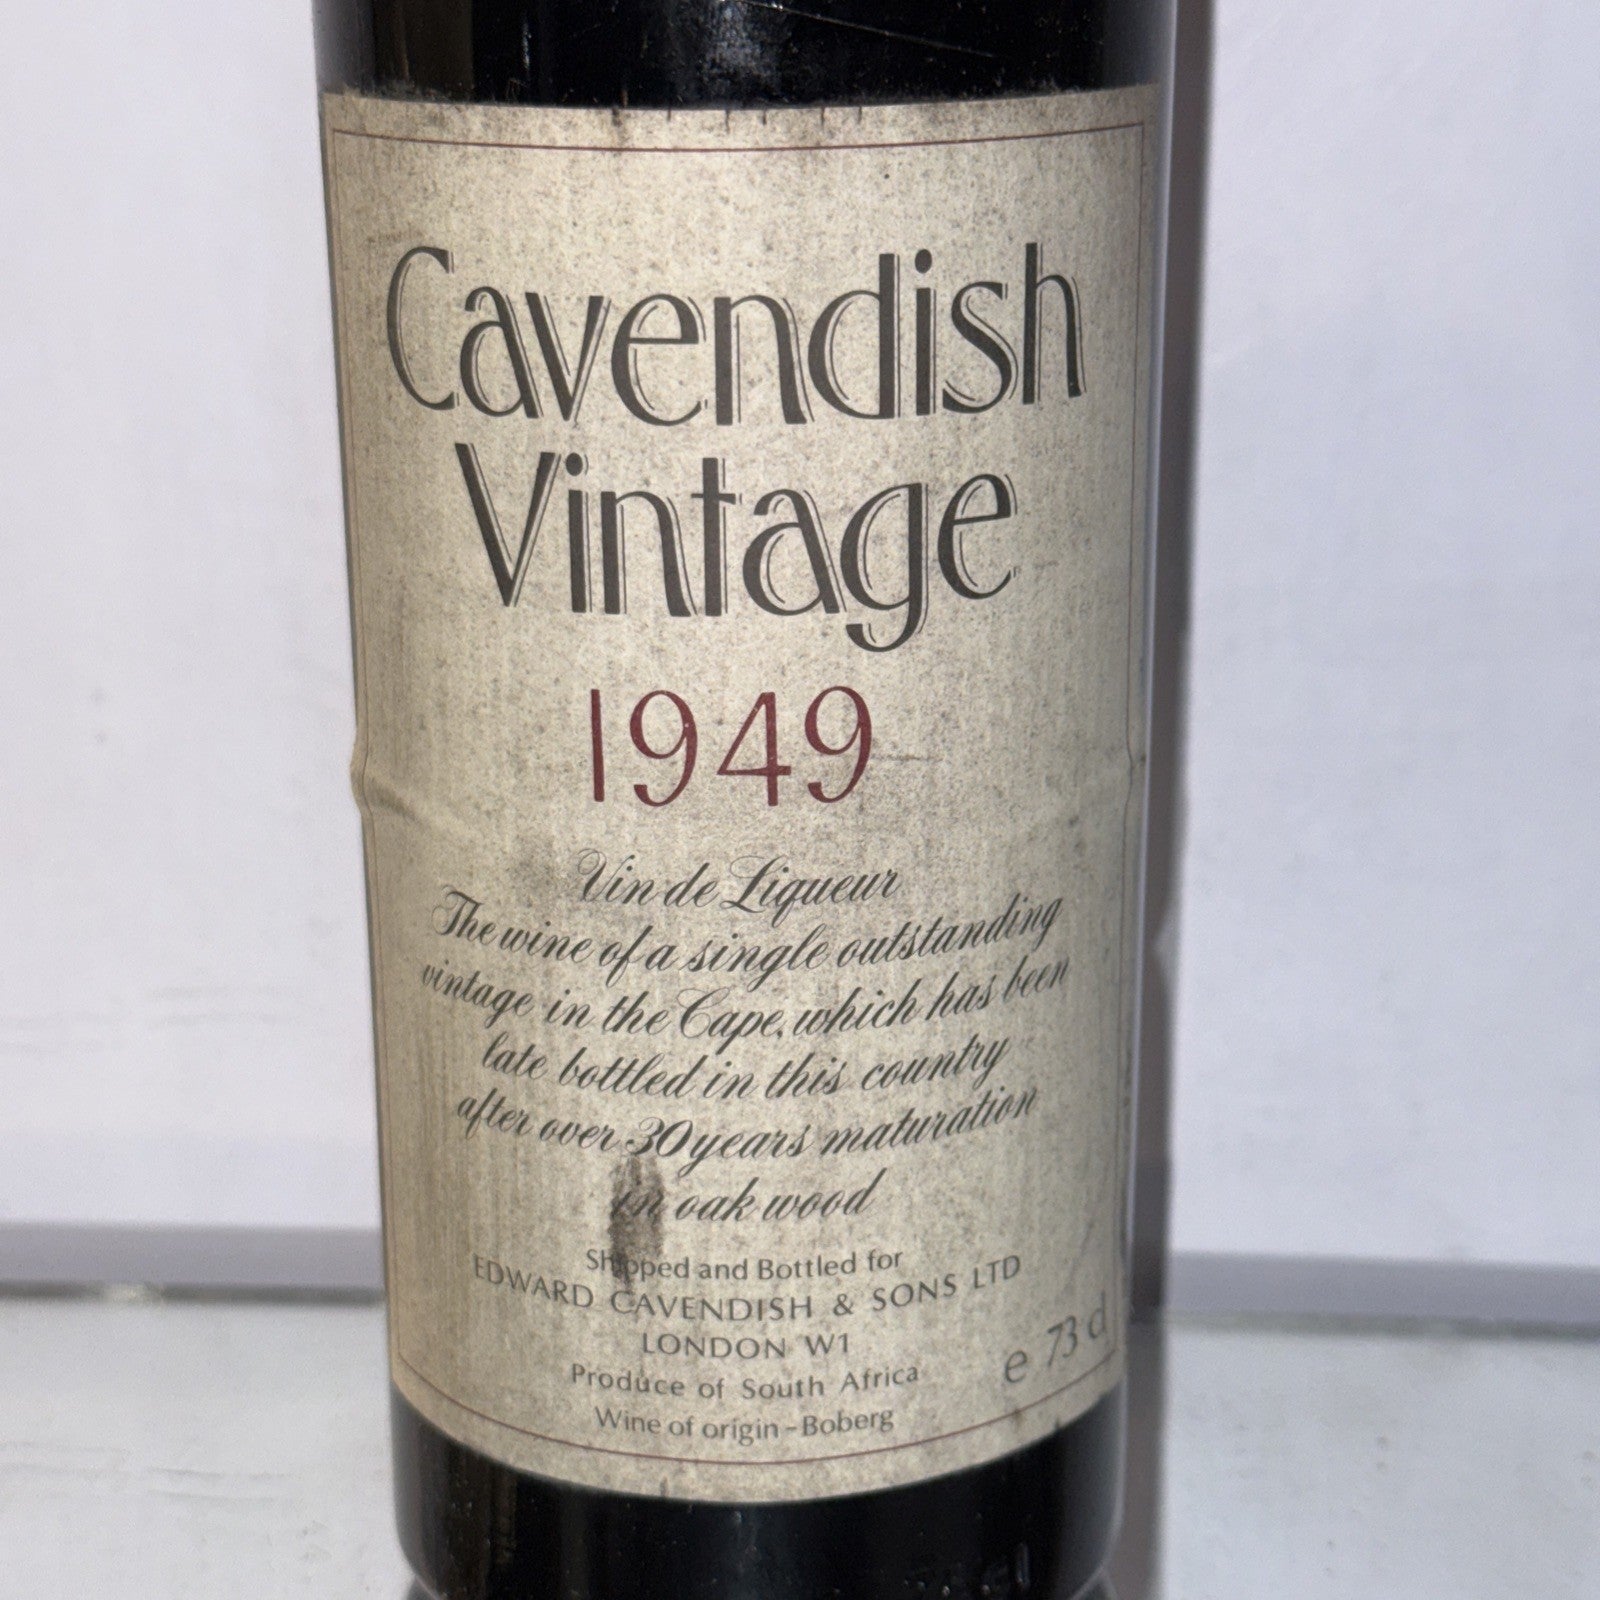 Cavendish
Vintage
1949
Vin de Liqueur
The wine of a single outstanding
vintage in the Cape, which has been
late bottled in this country
after over 30 years maturation
in oak wood
Shipped and Bottled for
EDWARD CAVENDISH & SONS LTD
LONDON W1
Produce of South Africa
Wine of origin - Boberg
e 73 cl